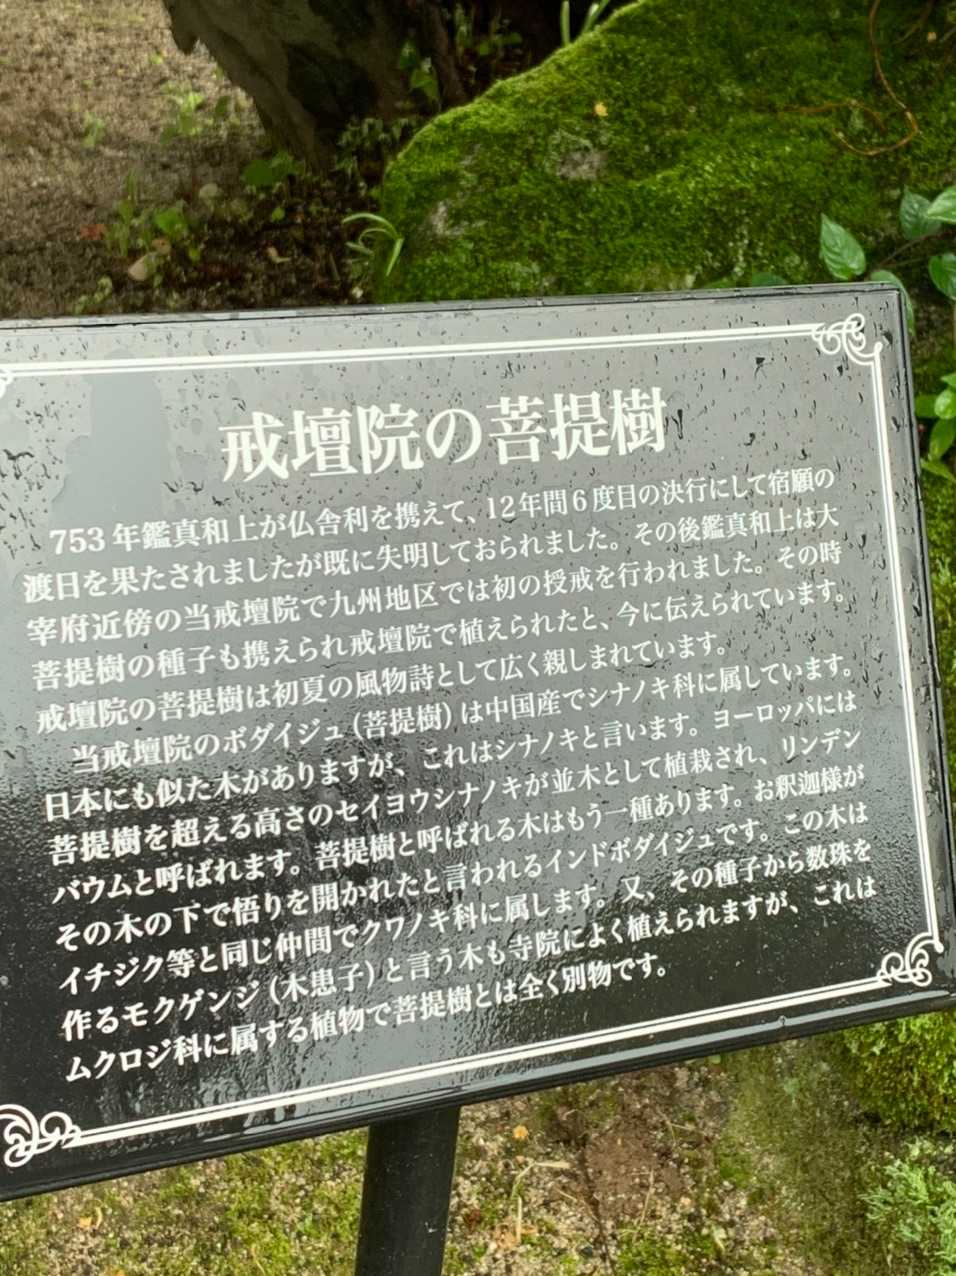 戒壇院の菩提樹
753年鑑真和上が仏舎利を携えて、12年間6度目の決行にして宿願の
渡日を果たされましたが既に失明しておられました。その後鑑真和上は大
宰府近傍の当戒壇院で九州地区では初の授戒を行われました。その時
菩提樹の種子も携えられ戒壇院で植えられたと、今に伝えられています。
戒壇院の菩提樹は初夏の風物詩として広く親しまれています。
当戒壇院のボダイジュ(菩提樹)は中国産でシナノキ科に属しています。
日本にも似た木がありますが、これはシナノキと言います。ヨーロッパには
菩提樹を超える高さのセイヨウシナノキが並木として植栽され、リンデン
バウムと呼ばれます。菩提樹と呼ばれる木はもう一種あります。お釈迦様が
その木の下で悟りを開かれたと言われるインドボダイジュです。この木は
イチジク等と同じ仲間でクワノキ科に属します。又、その種子から数珠を
作るモクゲンジ(木患子)と言う木も寺院によく植えられますが、これは
ムクロジ科に属する植物で菩提樹とは全く別物です。